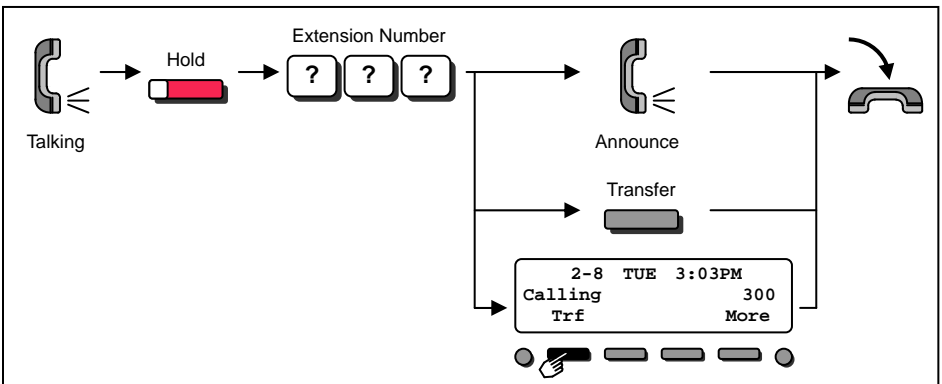 Extension Number
Hold
? ? ?
Talking
Announce
Transfer
2-8 TUE 3:03PM
Calling 300
Trf More